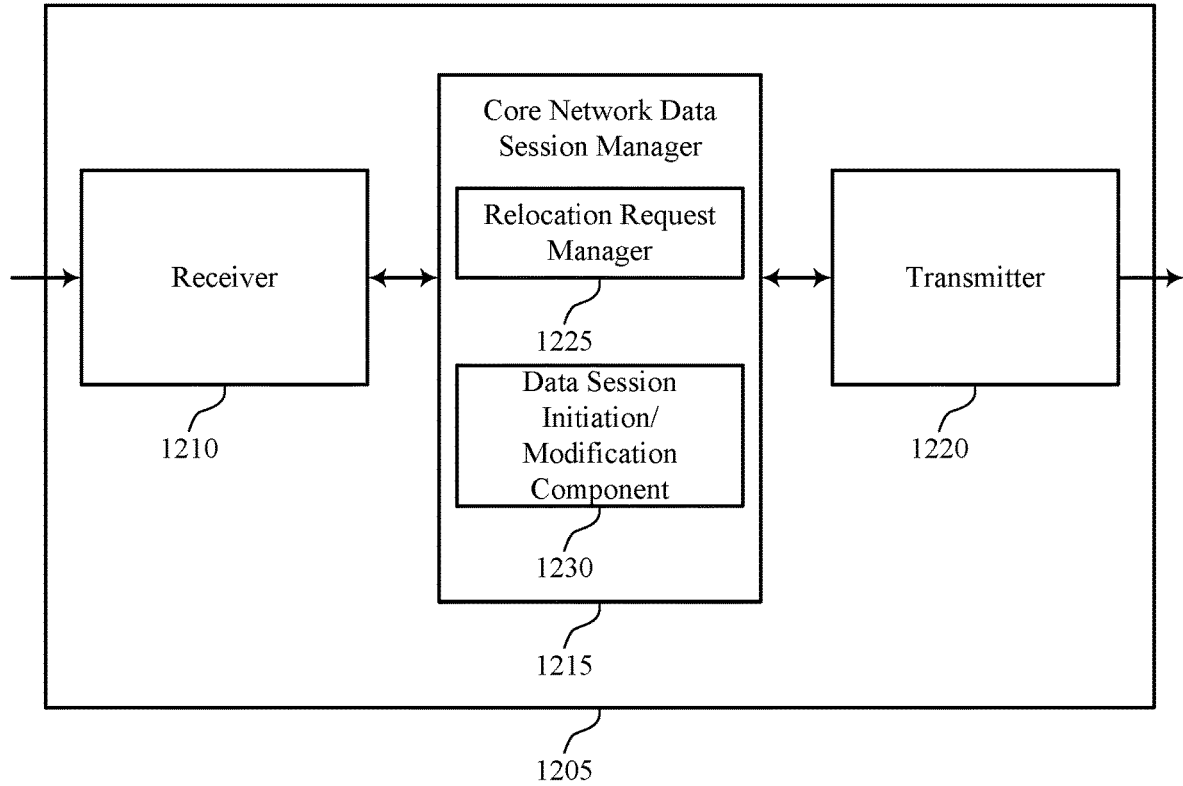 Core Network Data
Session Manager
Receiver
Relocation Request
Manager
Transmitter
1225
Data Session
Initiation/
Modification
Component
1210
1220
1230
1215
1205